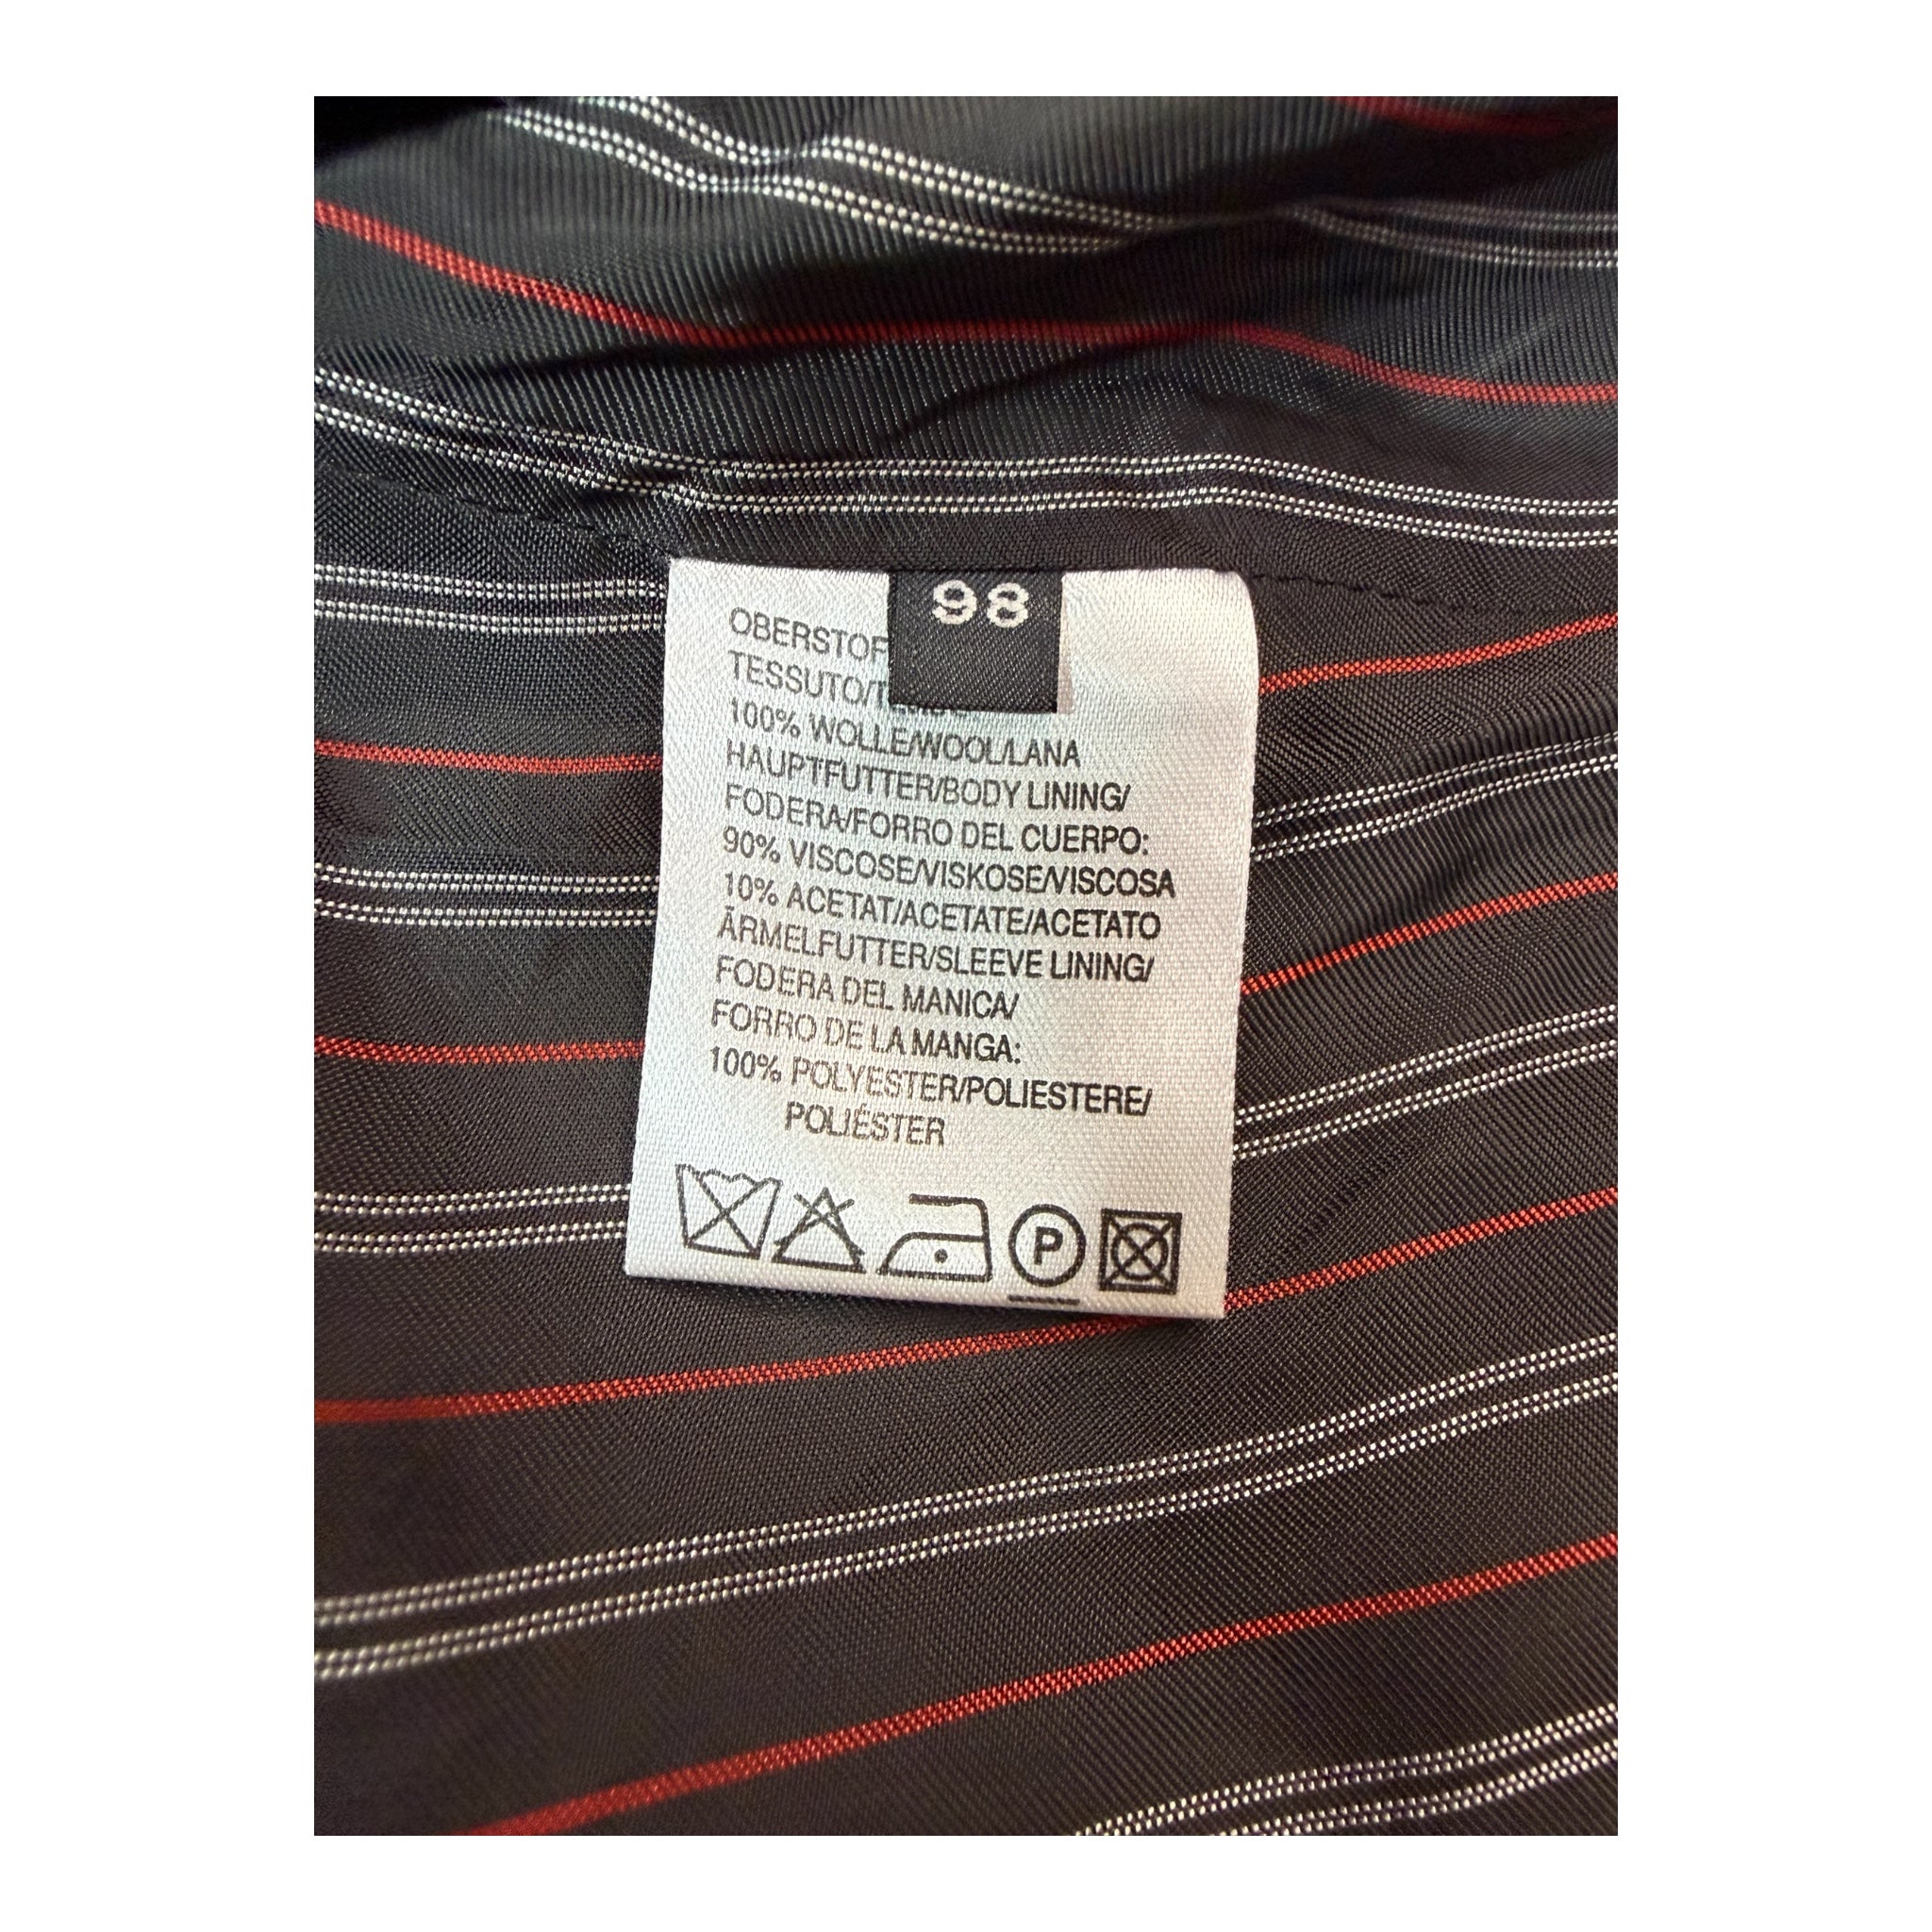 98
OBERSTOF
TESSUTO/
100% WOLLE/WOOL/LANA
HAUPTFUTTER/BODY LINING/
FODERA/FORRO DEL CUERPO:
90% VISCOSE/VISKOSE/VISCOSA
10% ACETAT/ACETATE/ACETATO
ÄRMELFUTTER/SLEEVE LINING/
FODERA DEL MANICA/
FORRO DE LA MANGA:
100% POLYESTER/POLIESTERE/
POLIÉSTER
P